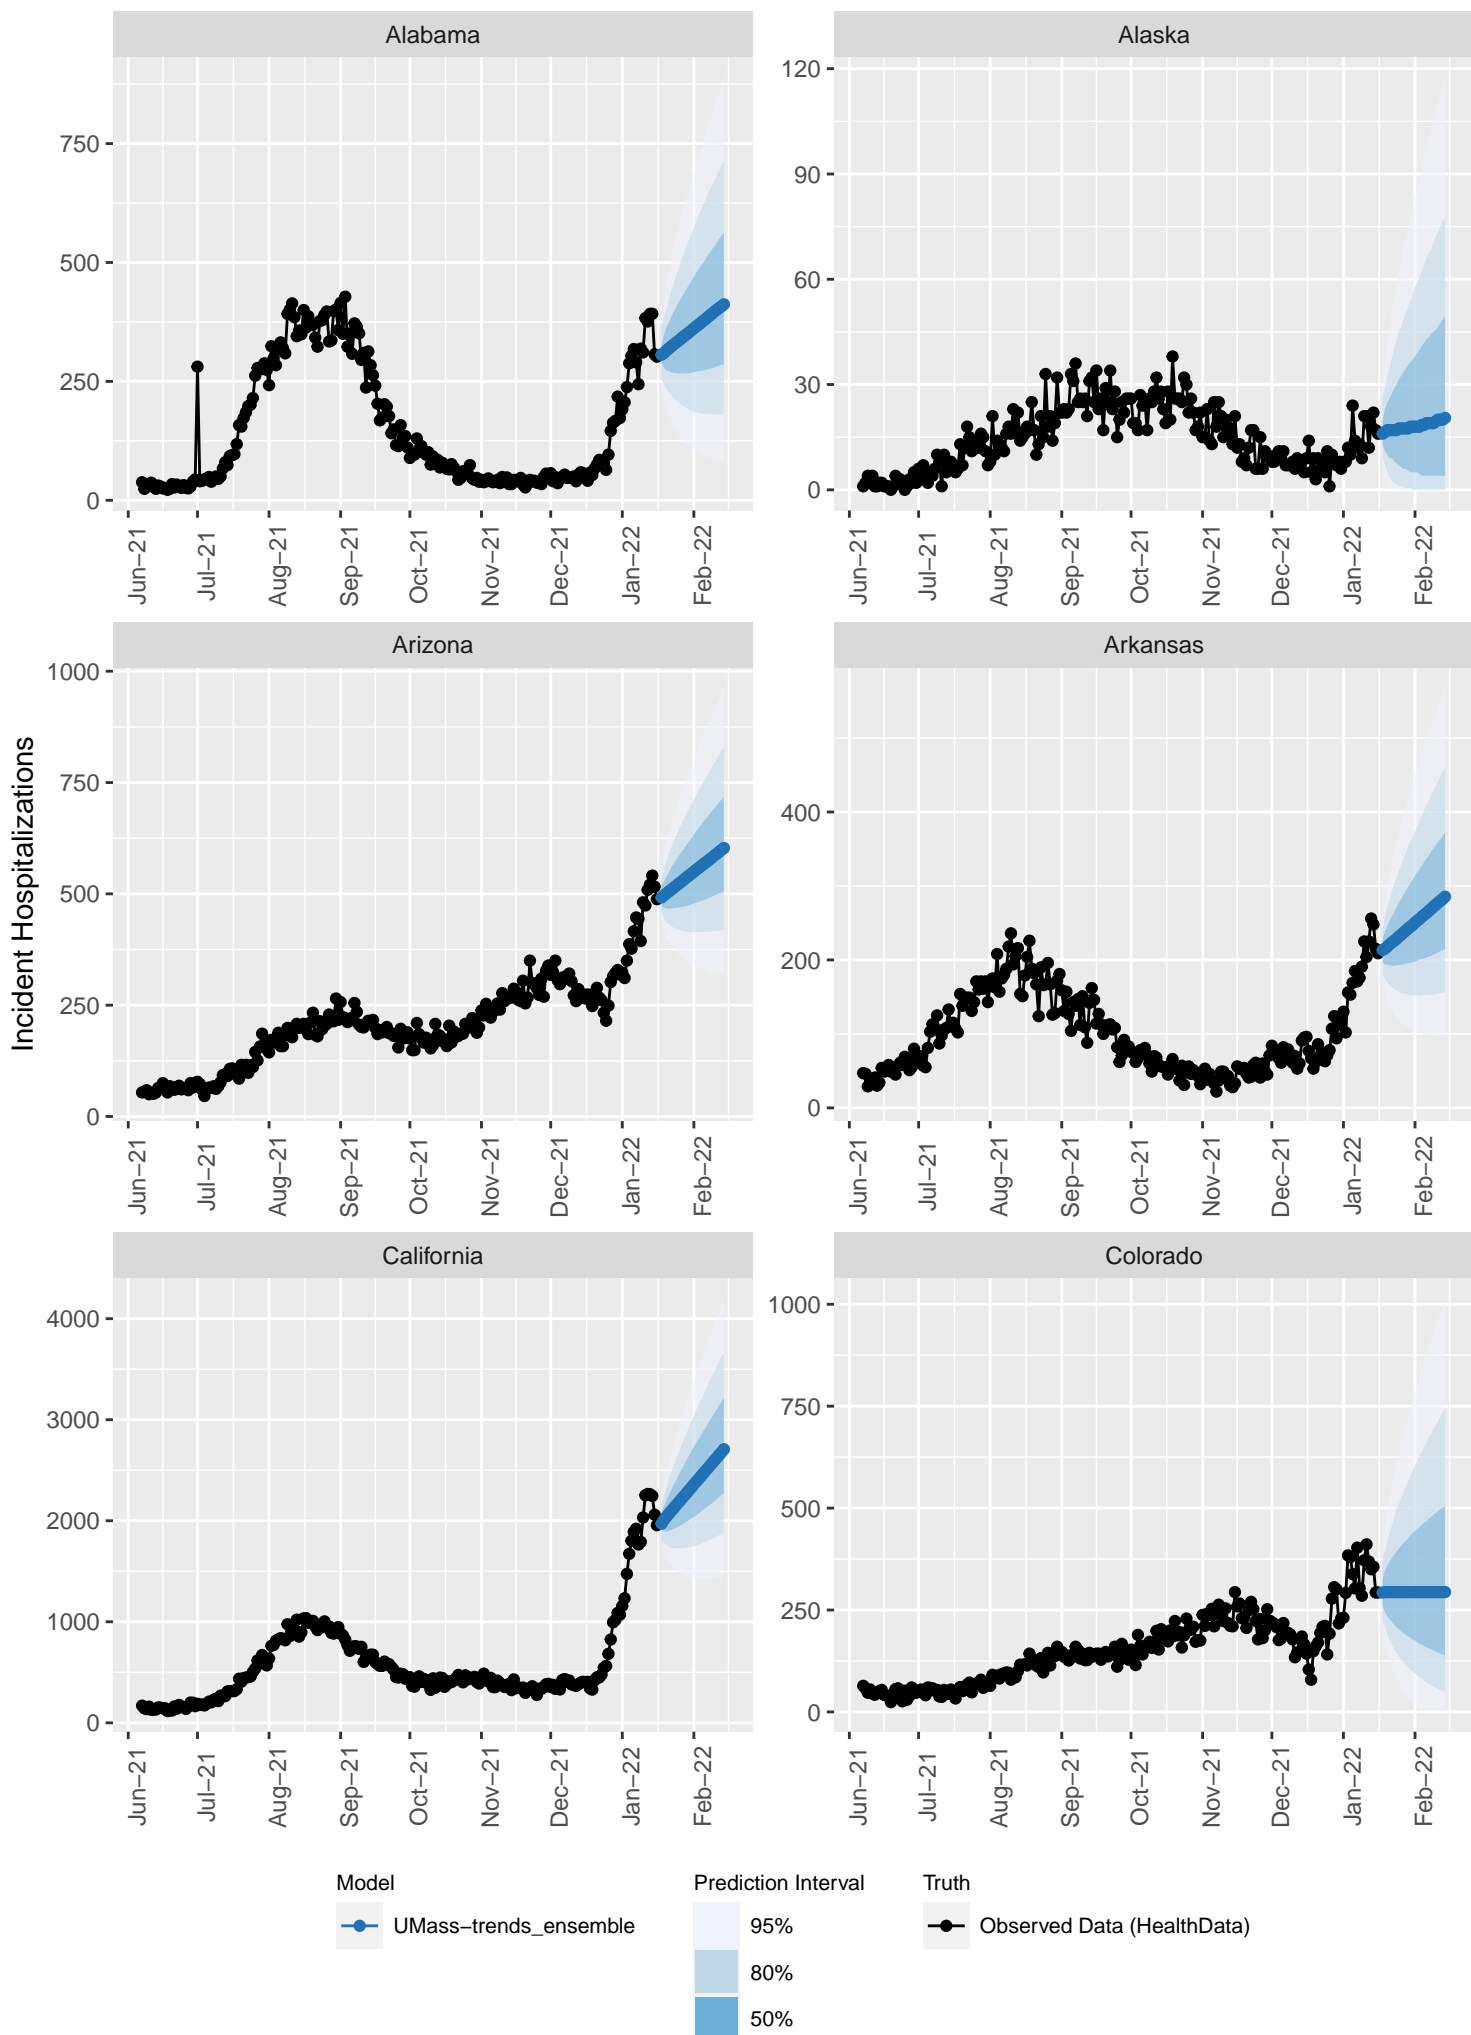 Alabama
Alaska
750
500
250
0
120
90
60
30
0
Jun−21
Jul−21
Aug−21
Sep−21
Oct−21
Nov−21
Dec−21
Jan−22
Feb−22
Jun−21
Jul−21
Aug−21
Sep−21
Oct−21
Nov−21
Dec−21
Jan−22
Feb−22
Incident Hospitalizations
Arizona
Arkansas
1000
750
500
250
0
400
200
0
Jun−21
Jul−21
Aug−21
Sep−21
Oct−21
Nov−21
Dec−21
Jan−22
Feb−22
Jun−21
Jul−21
Aug−21
Sep−21
Oct−21
Nov−21
Dec−21
Jan−22
Feb−22
California
Colorado
4000
3000
2000
1000
0
1000
750
500
250
0
Jun−21
Jul−21
Aug−21
Sep−21
Oct−21
Nov−21
Dec−21
Jan−22
Feb−22
Jun−21
Jul−21
Aug−21
Sep−21
Oct−21
Nov−21
Dec−21
Jan−22
Feb−22
Model
UMass−trends_ensemble
Prediction Interval
95%
80%
50%
Truth
Observed Data (HealthData)